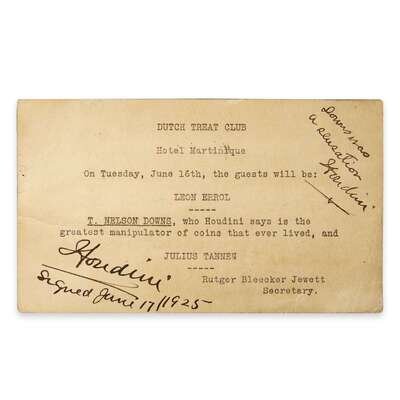 DUTCH TREAT CLUB
Hotel Martinique
On Tuesday, June 16th, the guests will be:
LEON ERROL
-----
T. NELSON DOWNS, who Houdini says is the
greatest manipulator of coins that ever lived, and
JULIUS TANNEN
-----
Rutger Bleecker Jewett
Secretary.
Downs was
a sensation
Houdini
Houdini
Signed June 17/1925